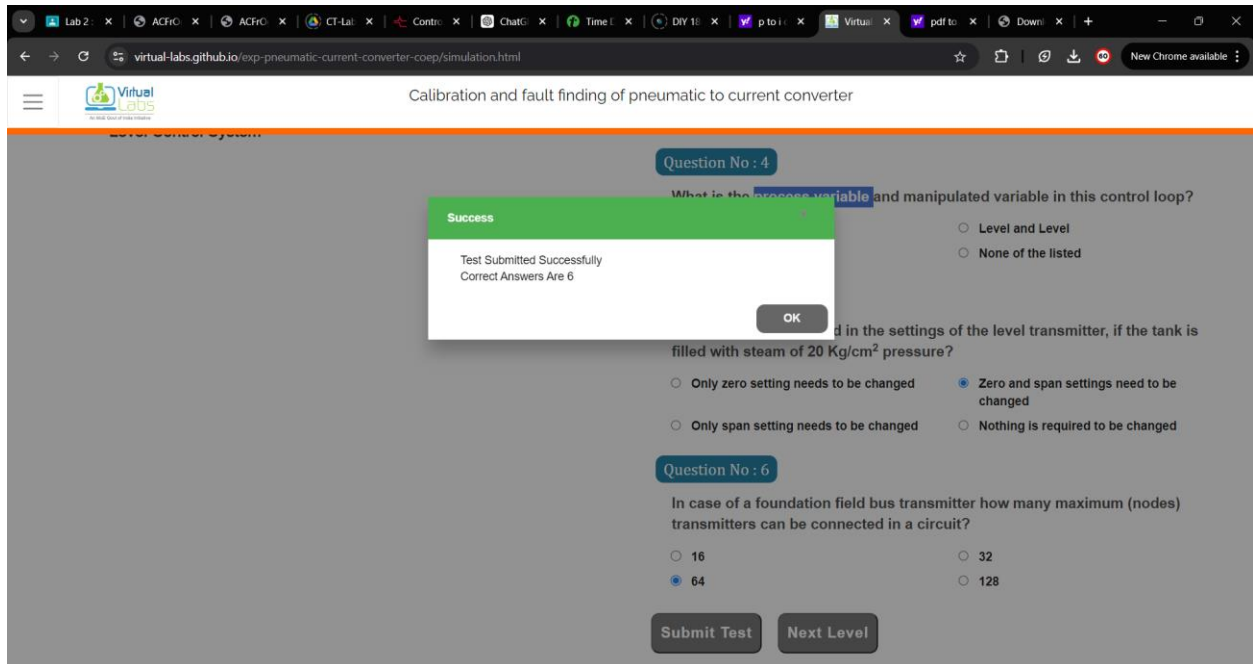 Lab 2 :
ACFrO
ACFrO
CT-Lab
Contro
ChatG
Time D
DIY 18
p to i c
Virtual
pdf to
Downl
virtual-labs.github.io/exp-pneumatic-current-converter-coep/simulation.html
New Chrome available
Virtual
Labs
Calibration and fault finding of pneumatic to current converter
Level Control System
Question No : 4
What is the process variable and manipulated variable in this control loop?
Level and Level
None of the listed
Success
Test Submitted Successfully
Correct Answers Are 6
OK
d in the settings of the level transmitter, if the tank is
filled with steam of 20 Kg/cm² pressure?
Only zero setting needs to be changed
Zero and span settings need to be
changed
Only span setting needs to be changed
Nothing is required to be changed
Question No : 6
In case of a foundation field bus transmitter how many maximum (nodes)
transmitters can be connected in a circuit?
16
32
64
128
Submit Test
Next Level